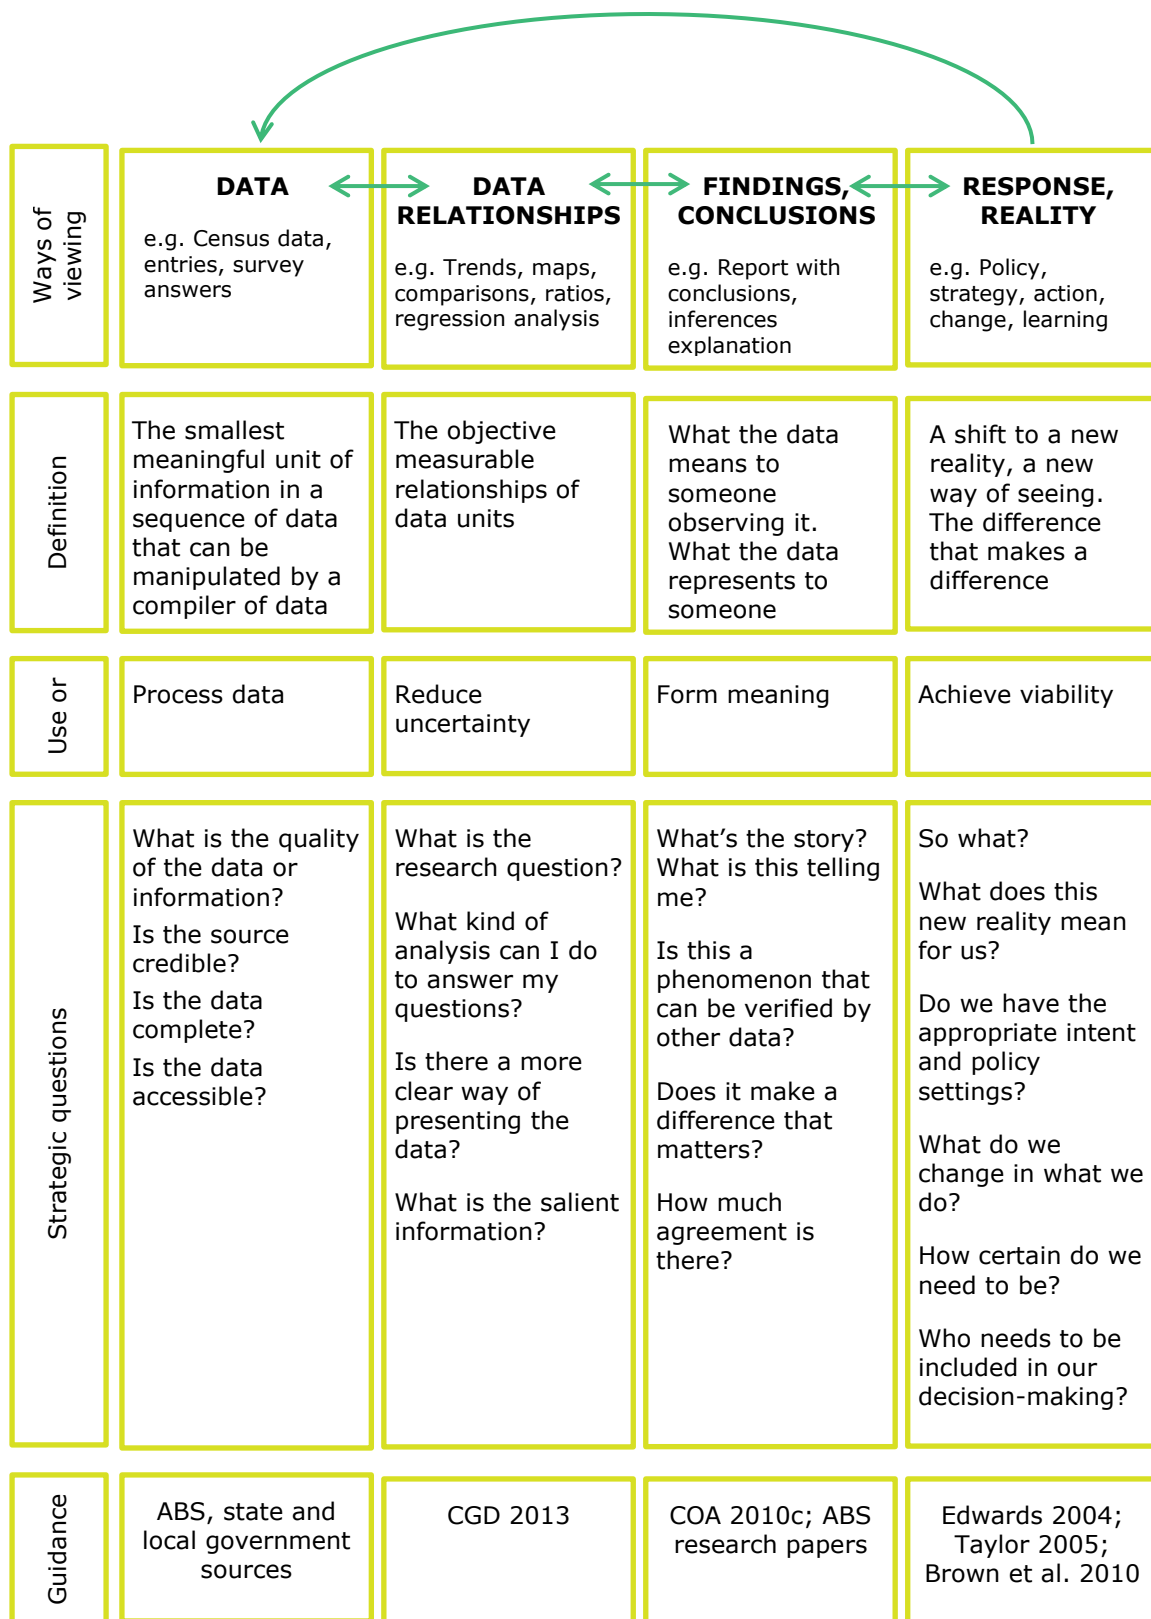 Ways of
viewing
DATA
e.g. Census data,
entries, survey
answers
DATA
RELATIONSHIPS
e.g. Trends, maps,
comparisons, ratios,
regression analysis
FINDINGS,
CONCLUSIONS
e.g. Report with
conclusions,
inferences
explanation
RESPONSE,
REALITY
e.g. Policy,
strategy, action,
change, learning
Definition
The smallest
meaningful unit of
information in a
sequence of data
that can be
manipulated by a
compiler of data
The objective
measurable
relationships of
data units
What the data
means to
someone
observing it.
What the data
represents to
someone
A shift to a new
reality, a new
way of seeing.
The difference
that makes a
difference
Use or
Process data
Reduce
uncertainty
Form meaning
Achieve viability
Strategic questions
What is the quality
of the data or
information?
Is the source
credible?
Is the data
complete?
Is the data
accessible?
What is the
research question?
What kind of
analysis can I do
to answer my
questions?
Is there a more
clear way of
presenting the
data?
What is the salient
information?
What’s the story?
What is this telling
me?
Is this a
phenomenon that
can be verified by
other data?
Does it make a
difference that
matters?
How much
agreement is
there?
So what?
What does this
new reality mean
for us?
Do we have the
appropriate intent
and policy
settings?
What do we
change in what we
do?
How certain do we
need to be?
Who needs to be
included in our
decision-making?
Guidance
ABS, state and
local government
sources
CGD 2013
COA 2010c; ABS
research papers
Edwards 2004;
Taylor 2005;
Brown et al. 2010